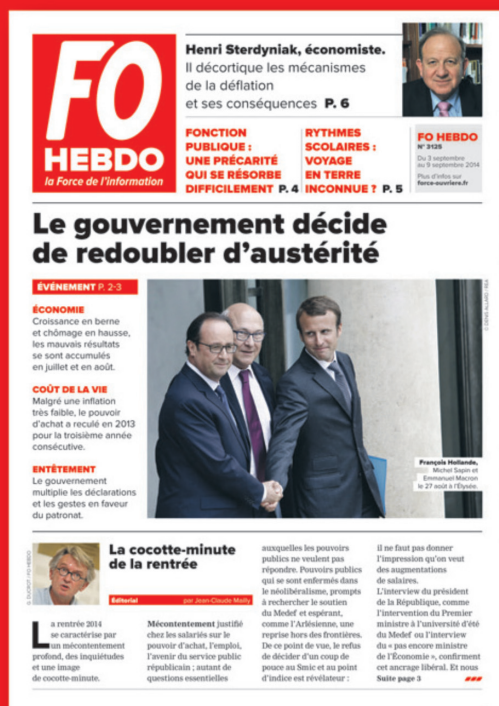 FO
HEBDO
la Force de l'information
Henri Sterdyniak, économiste.
Il décortique les mécanismes
de la déflation
et ses conséquences P. 6
FONCTION
PUBLIQUE :
UNE PRÉCARITÉ
QUI SE RÉSORBE
DIFFICILEMENT P. 4
RYTHMES
SCOLAIRES :
VOYAGE
EN TERRE
INCONNUE ? P. 5
FO HEBDO
N° 3125
Du 3 septembre
au 9 septembre 2014
Plus d'infos sur
force-ouvriere.fr
Le gouvernement décide
de redoubler d'austérité
ÉVÉNEMENT P. 2-3
ÉCONOMIE
Croissance en berne
et chômage en hausse,
les mauvais résultats
se sont accumulés
en juillet et en août.
COÛT DE LA VIE
Malgré une inflation
très faible, le pouvoir
d'achat a reculé en 2013
pour la troisième année
consécutive.
ENTÊTEMENT
Le gouvernement
multiplie les déclarations
et les gestes en faveur
du patronat.
François Hollande,
Michel Sapin et
Emmanuel Macron
le 27 août à l'Élysée.
La cocotte-minute
de la rentrée
Éditorial par Jean-Claude Mailly
La rentrée 2014
se caractérise par
un mécontentement
profond, des inquiétudes
et une image
de cocotte-minute.
Mécontentement justifié
chez les salariés sur le
pouvoir d'achat, l'emploi,
l'avenir du service public
républicain ; autant de
questions essentielles
auxquelles les pouvoirs
publics ne veulent pas
répondre. Pouvoirs publics
qui se sont enfermés dans
le néolibéralisme, prompts
à rechercher le soutien
du Medef et espérant,
comme l'Arlésienne, une
reprise hors des frontières.
De ce point de vue, le refus
de décider d'un coup de
pouce au Smic et au point
d'indice est révélateur :
il ne faut pas donner
l'impression qu'on veut
des augmentations
de salaires.
L'interview du président
de la République, comme
l'intervention du Premier
ministre à l'université d'été
du Medef ou l'interview
du « pas encore ministre
de l'Économie », confirment
cet ancrage libéral. Et nous
Suite page 3